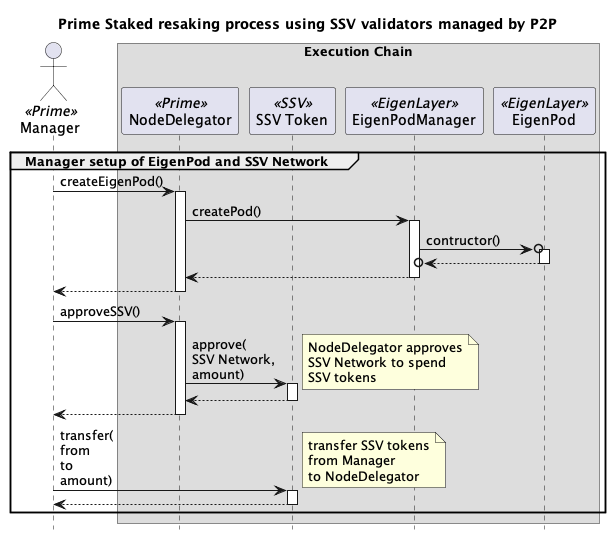 Prime Staked resaking process using SSV validators managed by P2P
Execution Chain
«Prime»
Manager
«Prime»
NodeDelegator
«SSV»
SSV Token
«EigenLayer»
EigenPodManager
«EigenLayer»
EigenPod
Manager setup of EigenPod and SSV Network
createEigenPod()
createPod()
contructor()
approveSSV()
approve(
SSV Network,
amount)
NodeDelegator approves
SSV Network to spend
SSV tokens
transfer(
from
to
amount)
transfer SSV tokens
from Manager
to NodeDelegator